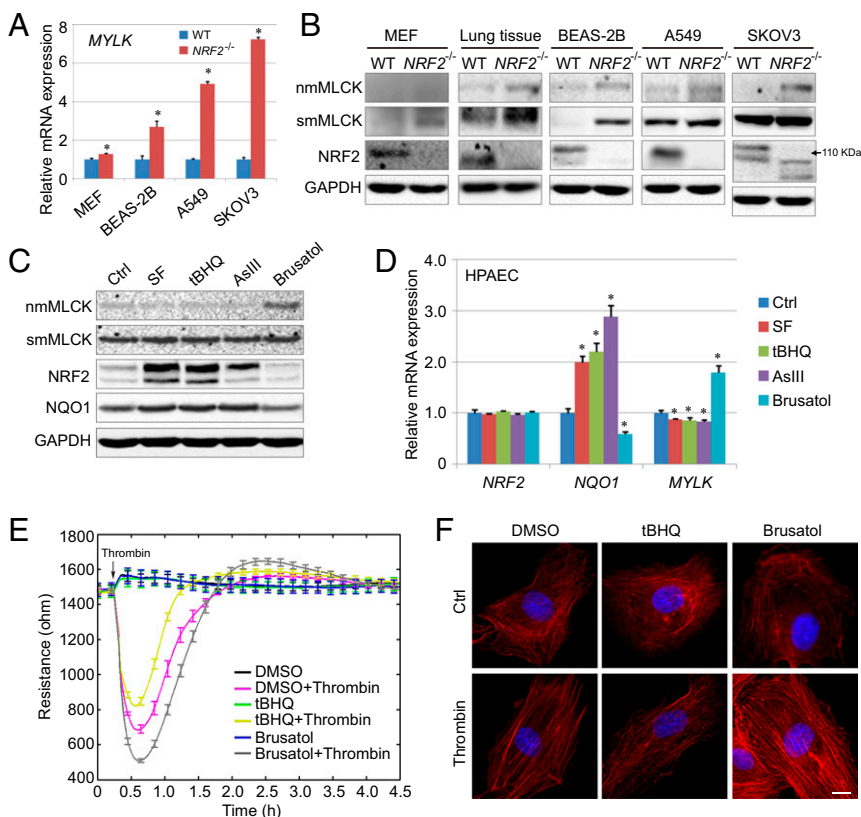 A
MYLK
WT
NRF2-/-
Relative mRNA expression
10
8
6
4
2
0
*
*
*
*
MEF
BEAS-2B
A549
SKOV3
B
MEF
Lung tissue
BEAS-2B
A549
SKOV3
WT NRF2-/-
WT NRF2-/-
WT NRF2-/-
WT NRF2-/-
WT NRF2-/-
nmMLCK
smMLCK
NRF2
110 KDa
GAPDH
C
Ctrl
SF
tBHQ
AsIII
Brusatol
nmMLCK
smMLCK
NRF2
NQO1
GAPDH
D
HPAEC
Relative mRNA expression
4.0
3.0
2.0
1.0
0
*
*
*
*
*
*
*
*
NRF2
NQO1
MYLK
Ctrl
SF
tBHQ
AsIII
Brusatol
E
Thrombin
Resistance (ohm)
1800
1600
1400
1200
1000
800
600
400
DMSO
DMSO+Thrombin
tBHQ
tBHQ+Thrombin
Brusatol
Brusatol+Thrombin
0 0.5 1.0 1.5 2.0 2.5 3.0 3.5 4.0 4.5
Time (h)
F
DMSO
tBHQ
Brusatol
Ctrl
Thrombin